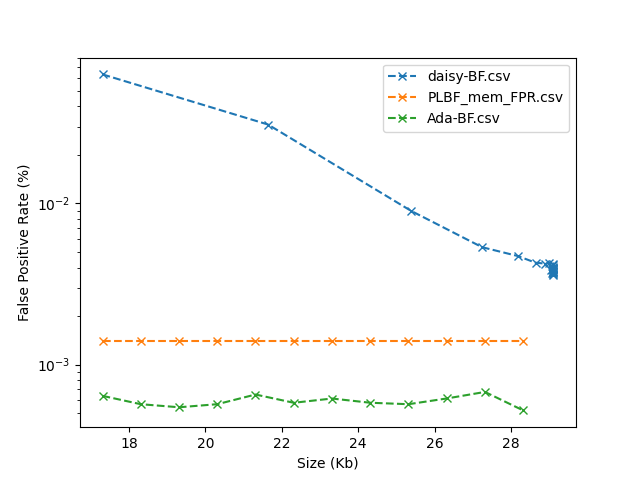 daisy-BF.csv
PLBF_mem_FPR.csv
Ada-BF.csv
False Positive Rate (%)
10⁻²
10⁻³
18 20 22 24 26 28
Size (Kb)